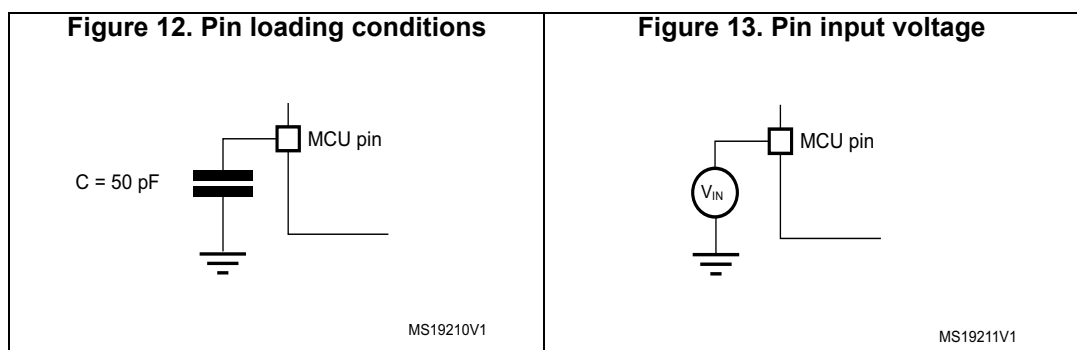 Figure 12. Pin loading conditions
MCU pin
C = 50 pF
MS19210V1
Figure 13. Pin input voltage
MCU pin
VIN
MS19211V1